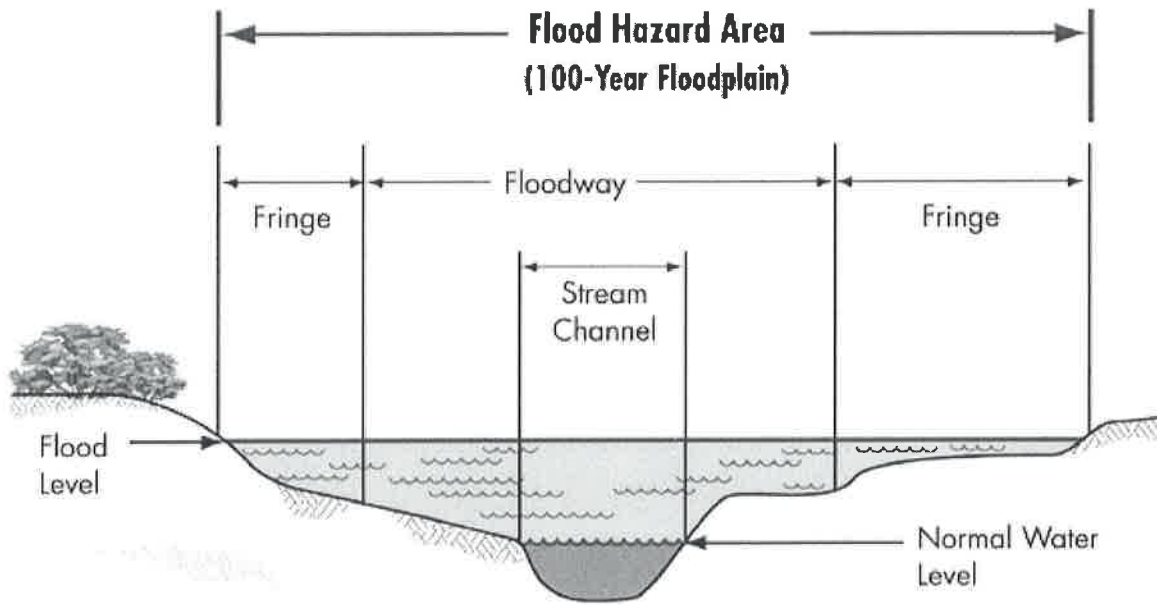 Flood Hazard Area
(100-Year Floodplain)
Floodway
Fringe
Fringe
Stream
Channel
Flood
Level
Normal Water
Level